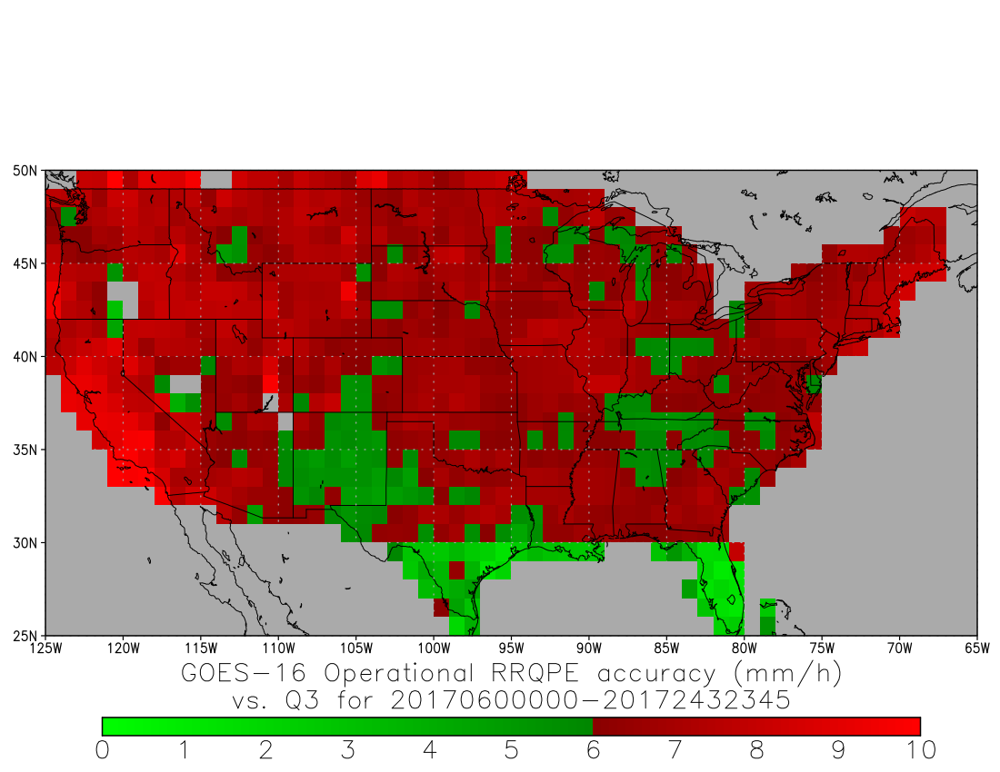 50N
45N
40N
35N
30N
25N
125W 120W 115W 110W 105W 100W 95W 90W 85W 80W 75W 70W 65W
GOES-16 Operational RRQPE accuracy (mm/h)
vs. Q3 for 20170600000-20172432345
0 1 2 3 4 5 6 7 8 9 10